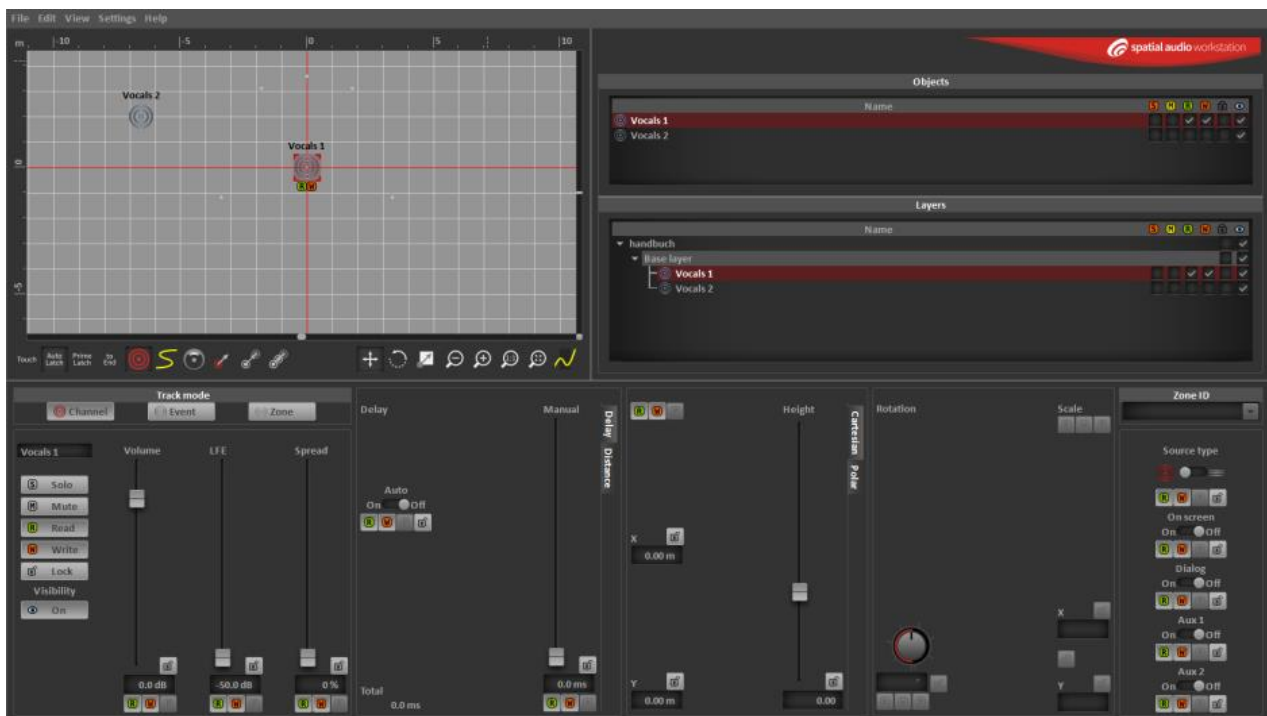 File Edit View Settings Help
m -10 -5 0 5 10
Vocals 2
Vocals 1
R W
0
-5
Touch Auto Latch Prime Latch to End
spatial audio workstation
Objects
Name S M R W
Vocals 1
Vocals 2
Layers
Name S M R W
handbuch
Base layer
Vocals 1
Vocals 2
Track mode
Channel Event Zone
Vocals 1
S Solo
M Mute
R Read
W Write
Lock
Visibility
On
Volume LFE Spread
0.0 dB -50.0 dB 0 %
R W R W R W
Delay Manual
Auto
On Off
R W
Total
0.0 ms
0.0 ms
R W
Delay Distance
R W
Height
X
0.00 m
Y
0.00 m
0.00
Cartesian Polar
Rotation Scale
X
Y
Zone ID
Source type
R W
On screen
On Off
R W
Dialog
On Off
R W
Aux 1
On Off
R W
Aux 2
On Off
R W